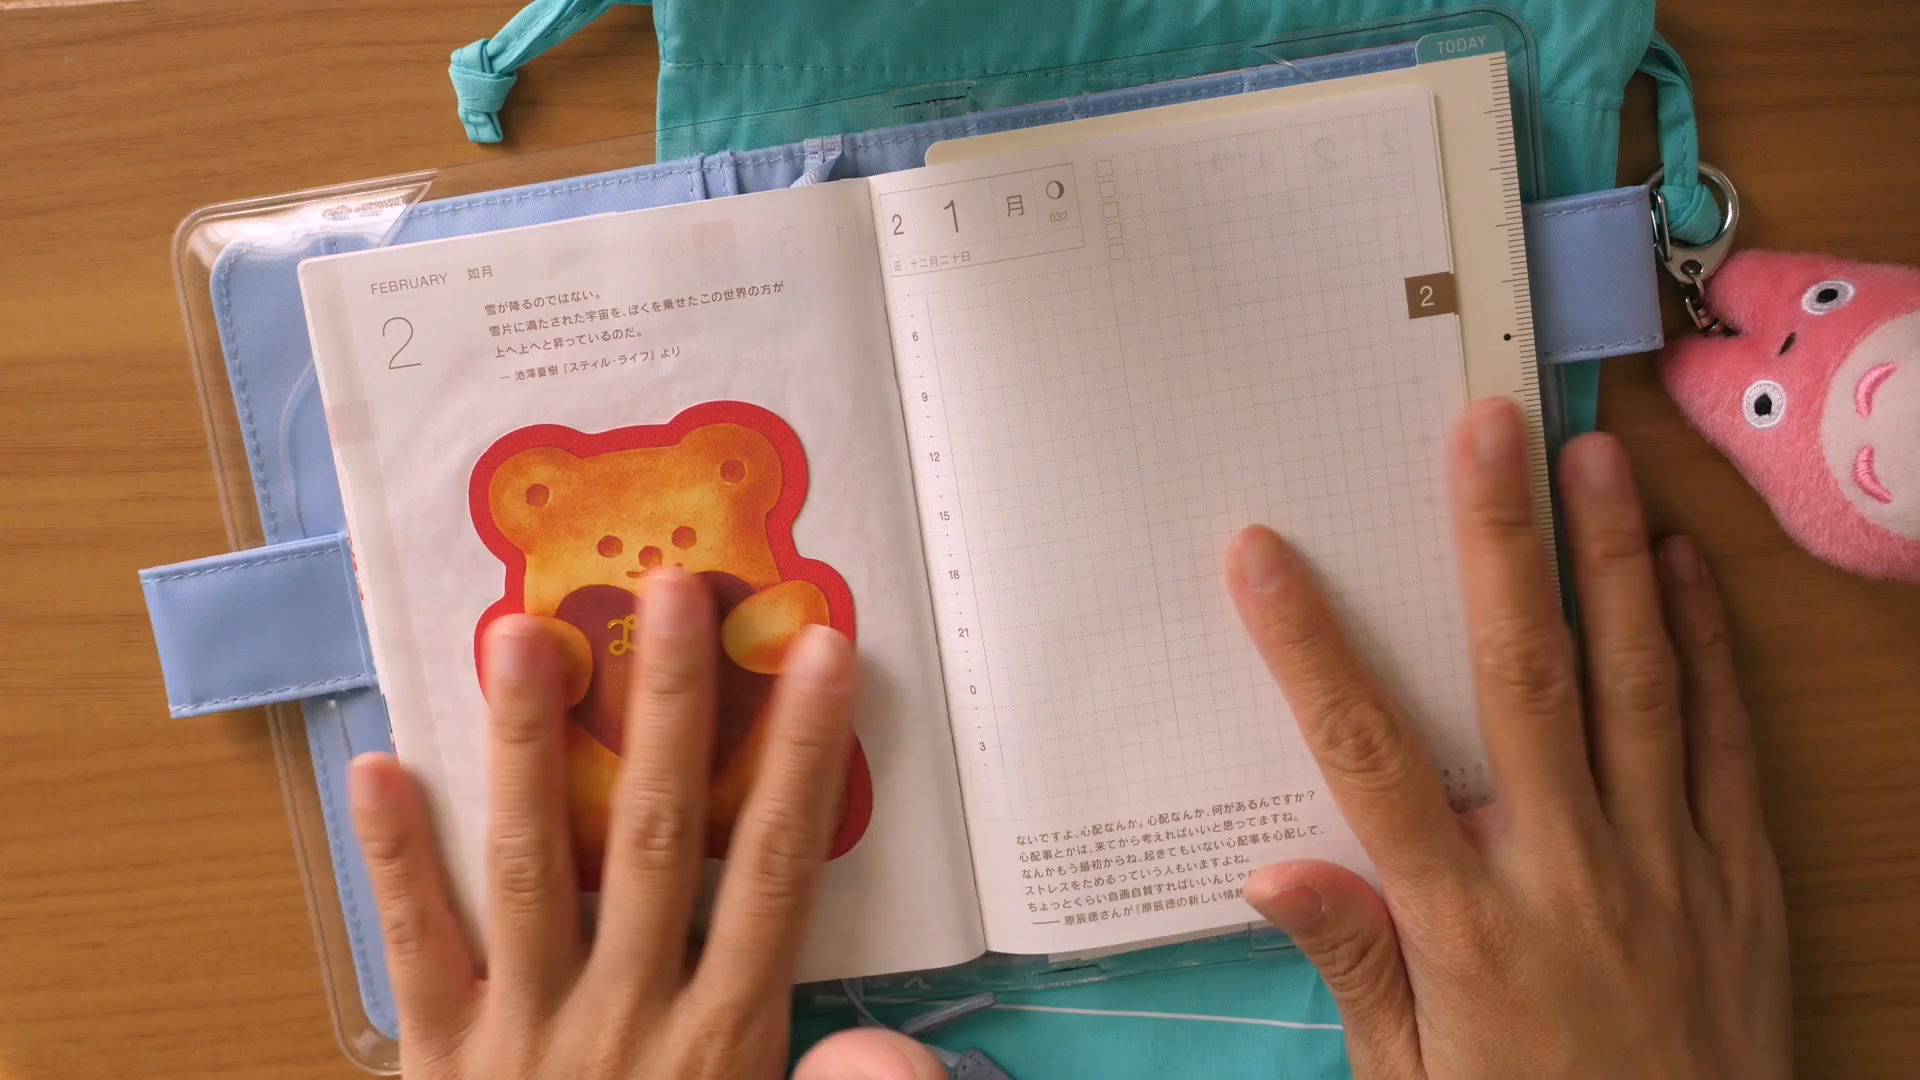 TODAY
FEBRUARY 如月
2
雪が降るのではない。
雪片に満たされた宇宙を、ぼくを乗せたこの世界の方が
上へ上へと昇っているのだ。
— 池澤夏樹『スティル・ライフ』より
2 1 月
032
旧・十二月二十日
2
6
9
12
15
18
21
0
3
ないですよ、心配なんか。心配なんか、何があるんですか？
心配事とかは、来てから考えればいいと思ってますね。
なんかもう最初からね、起きてもいない心配事を心配して、
ストレスをためるっていう人もいますよね。
ちょっとくらい自画自賛すればいいんじゃ
—— 原辰徳さんが『原辰徳の新しい情熱